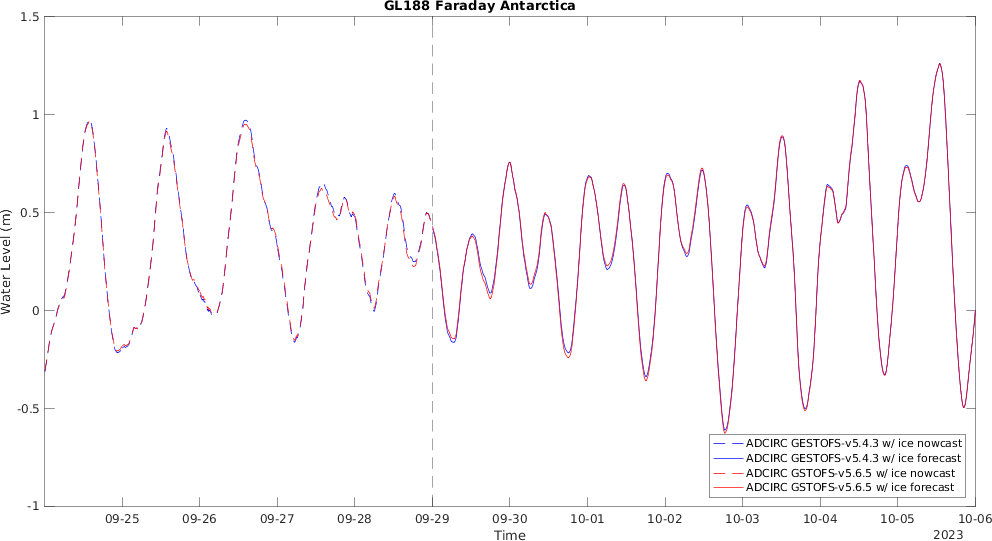 GL188 Faraday Antarctica
1.5
1
0.5
0
-0.5
-1
Water Level (m)
ADCIRC GESTOFS-v5.4.3 w/ ice nowcast
ADCIRC GESTOFS-v5.4.3 w/ ice forecast
ADCIRC GSTOFS-v5.6.5 w/ ice nowcast
ADCIRC GSTOFS-v5.6.5 w/ ice forecast
09-25 09-26 09-27 09-28 09-29 09-30 10-01 10-02 10-03 10-04 10-05 10-06
Time
2023